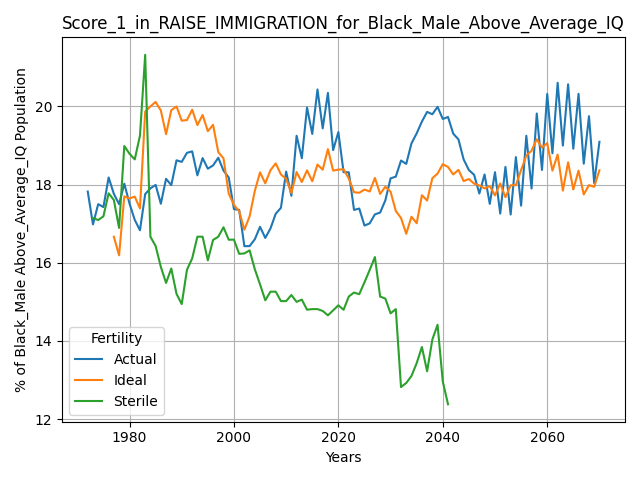 Score_1_in_RAISE_IMMIGRATION_for_Black_Male_Above_Average_IQ
% of Black_Male Above_Average_IQ Population
20
18
16
14
12
Fertility
Actual
Ideal
Sterile
1980
2000
2020
2040
2060
Years